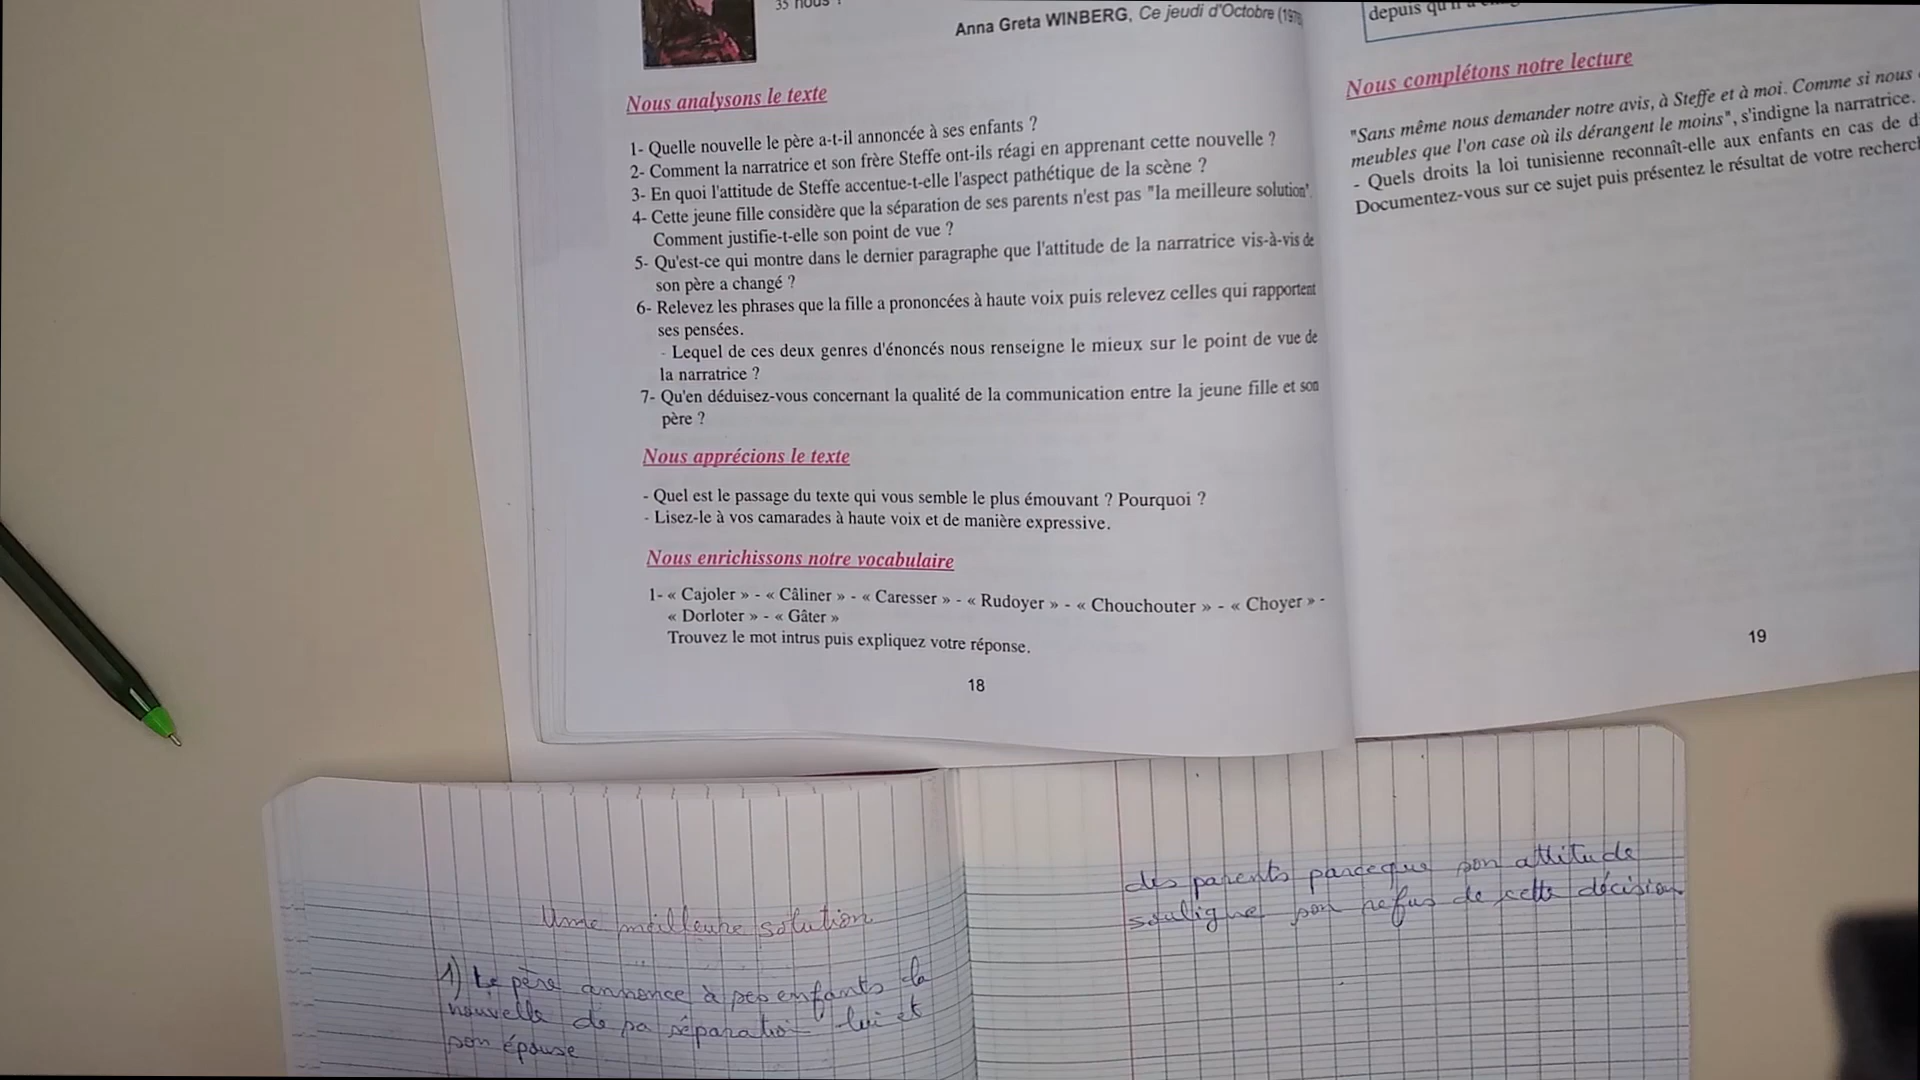 35 nous ?
Anna Greta WINBERG, Ce jeudi d'Octobre
Nous analysons le texte
1- Quelle nouvelle le père a-t-il annoncée à ses enfants ?
2- Comment la narratrice et son frère Steffe ont-ils réagi en apprenant cette nouvelle ?
3- En quoi l'attitude de Steffe accentue-t-elle l'aspect pathétique de la scène ?
4- Cette jeune fille considère que la séparation de ses parents n'est pas "la meilleure solution".
Comment justifie-t-elle son point de vue ?
5- Qu'est-ce qui montre dans le dernier paragraphe que l'attitude de la narratrice vis-à-vis de
son père a changé ?
6- Relevez les phrases que la fille a prononcées à haute voix puis relevez celles qui rapportent
ses pensées.
- Lequel de ces deux genres d'énoncés nous renseigne le mieux sur le point de vue de
la narratrice ?
7- Qu'en déduisez-vous concernant la qualité de la communication entre la jeune fille et son
père ?
Nous apprécions le texte
- Quel est le passage du texte qui vous semble le plus émouvant ? Pourquoi ?
- Lisez-le à vos camarades à haute voix et de manière expressive.
Nous enrichissons notre vocabulaire
1- « Cajoler » - « Câliner » - « Caresser » - « Rudoyer » - « Chouchouter » - « Choyer » -
« Dorloter » - « Gâter »
Trouvez le mot intrus puis expliquez votre réponse.
18
depuis
Nous complétons notre lecture
"Sans même nous demander notre avis, à Steffe et à moi. Comme si nous
meubles que l'on case où ils dérangent le moins", s'indigne la narratrice.
- Quels droits la loi tunisienne reconnaît-elle aux enfants en cas de
Documentez-vous sur ce sujet puis présentez le résultat de votre
19
Une meilleure solution
1) Le père annonce à ses enfants la
nouvelle de sa séparation lui et
son épouse
des parents parceque son attitude
souligne son refus de cette décision